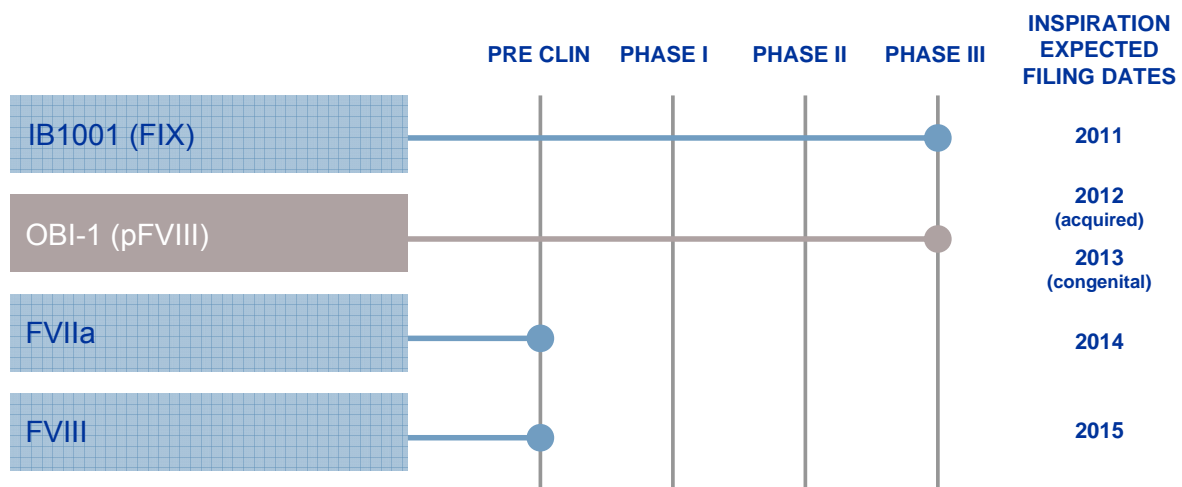 INSPIRATION
EXPECTED
FILING DATES
PRE CLIN PHASE I PHASE II PHASE III
IB1001 (FIX)
2011
OBI-1 (pFVIII)
2012
(acquired)
2013
(congenital)
FVIIa
2014
FVIII
2015